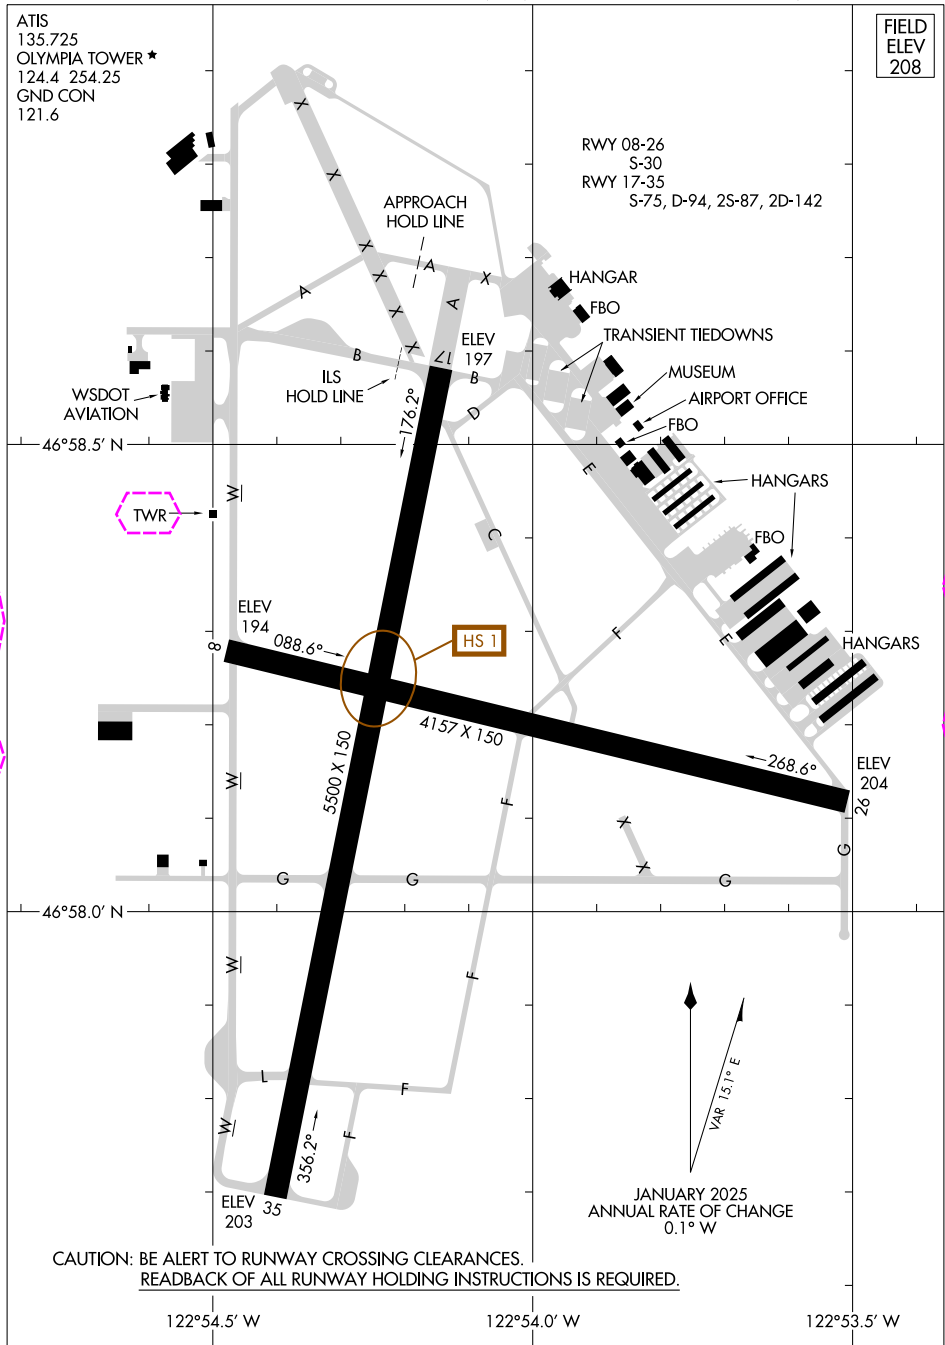 ATIS
135.725
OLYMPIA TOWER ★
124.4 254.25
GND CON
121.6
FIELD
ELEV
208
RWY 08-26
S-30
RWY 17-35
S-75, D-94, 2S-87, 2D-142
X
X
APPROACH
HOLD LINE
X
A
X
X
HANGAR
A
A
FBO
X
TRANSIENT TIEDOWNS
ELEV
197
17
X
B
ILS
HOLD LINE
B
MUSEUM
WSDOT
AVIATION
AIRPORT OFFICE
D
FBO
176.2°
46°58.5' N
E
HANGARS
W
TWR
C
FBO
ELEV
194
8
088.6°
HS 1
F
E
HANGARS
4157 X 150
5500 X 150
268.6°
ELEV
204
26
W
F
X
X
G
G
G
G
46°58.0' N
W
F
L
F
VAR 15.1° E
W
F
356.2°
ELEV
203
35
JANUARY 2025
ANNUAL RATE OF CHANGE
0.1° W
CAUTION: BE ALERT TO RUNWAY CROSSING CLEARANCES.
READBACK OF ALL RUNWAY HOLDING INSTRUCTIONS IS REQUIRED.
122°54.5' W
122°54.0' W
122°53.5' W